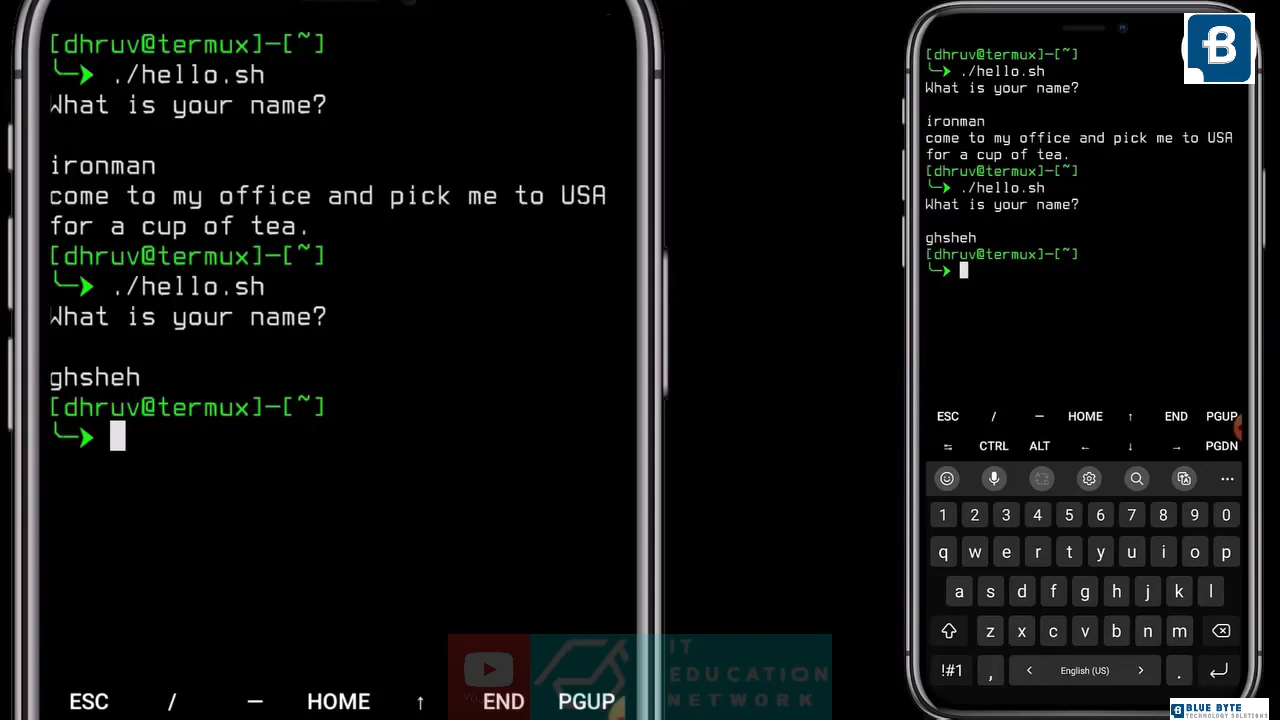 [dhruv@termux]-[~]
./hello.sh
What is your name?
ironman
come to my office and pick me to USA
for a cup of tea.
[dhruv@termux]-[~]
./hello.sh
What is your name?
ghsheh
[dhruv@termux]-[~]
ESC / — HOME ↑ END PGUP
IT
EDUCATION
NETWORK
[dhruv@termux]-[~]
./hello.sh
What is your name?
ironman
come to my office and pick me to USA
for a cup of tea.
[dhruv@termux]-[~]
./hello.sh
What is your name?
ghsheh
[dhruv@termux]-[~]
ESC / — HOME ↑ END PGUP
CTRL ALT ← ↓ → PGDN
1 2 3 4 5 6 7 8 9 0
q w e r t y u i o p
a s d f g h j k l
z x c v b n m
!#1 , < English (US) > .
B
BLUE BYTE
TECHNOLOGY SOLUTIONS